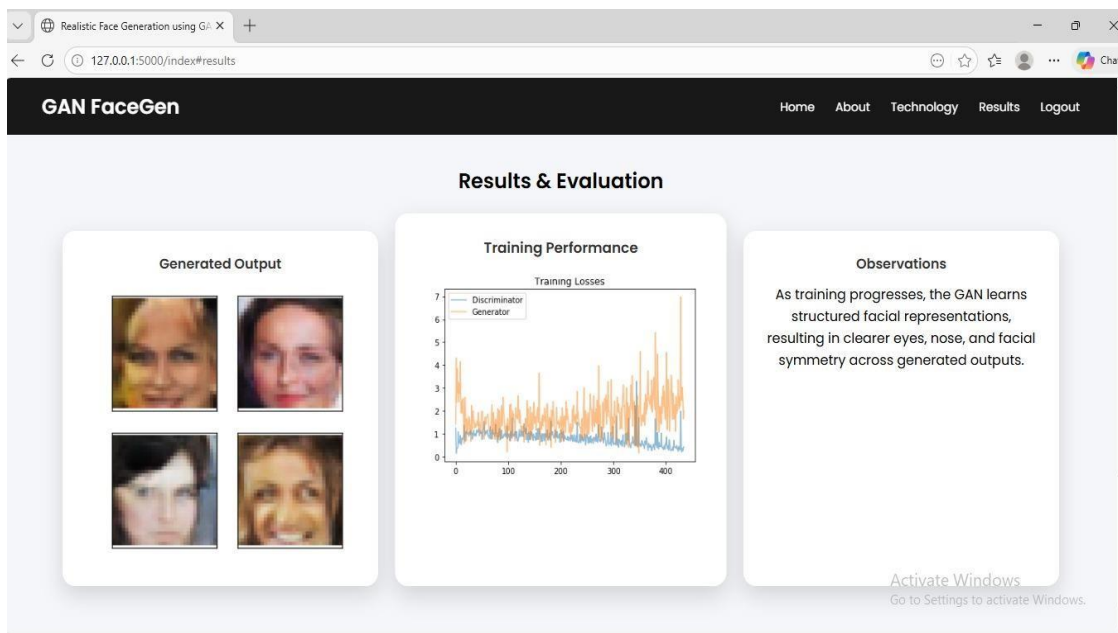 Realistic Face Generation using GA
127.0.0.1:5000/index#results
Chat
GAN FaceGen
Home About Technology Results Logout
Results & Evaluation
Generated Output
Training Performance
Training Losses
Discriminator
Generator
7
6
5
4
3
2
1
0
0 100 200 300 400
Observations
As training progresses, the GAN learns
structured facial representations,
resulting in clearer eyes, nose, and facial
symmetry across generated outputs.
Activate Windows
Go to Settings to activate Windows.